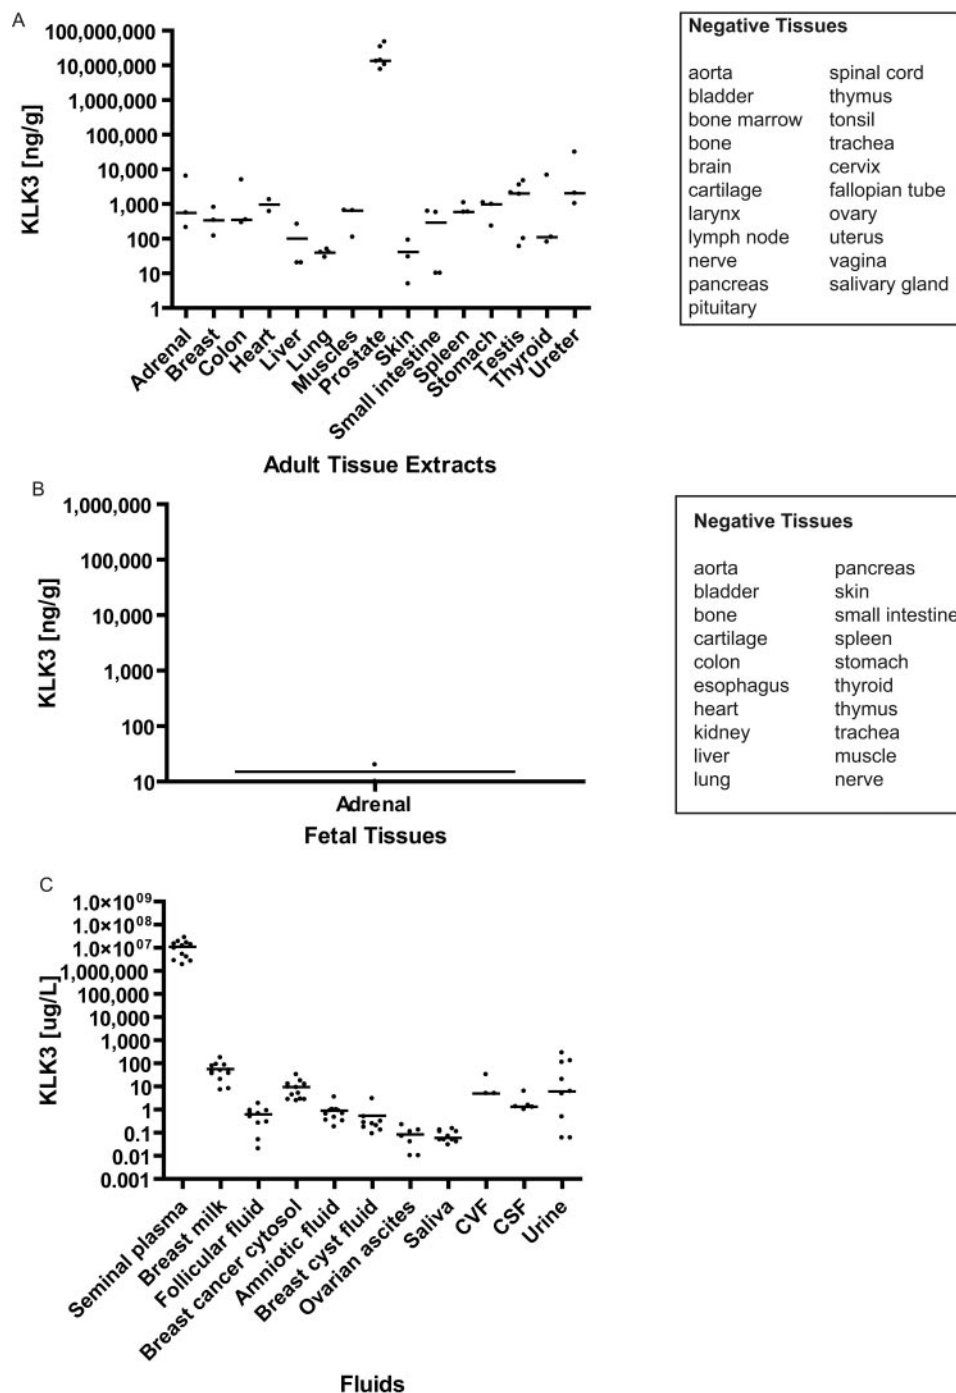 A
KLK3 [ng/g]
100,000,000
10,000,000
1,000,000
100,000
10,000
1,000
100
10
1
Adrenal
Breast
Colon
Heart
Liver
Lung
Muscles
Prostate
Skin
Small intestine
Spleen
Stomach
Testis
Thyroid
Ureter
Adult Tissue Extracts
Negative Tissues
aorta spinal cord
bladder thymus
bone marrow tonsil
bone trachea
brain cervix
cartilage fallopian tube
larynx ovary
lymph node uterus
nerve vagina
pancreas salivary gland
pituitary
B
KLK3 [ng/g]
1,000,000
100,000
10,000
1,000
100
10
Adrenal
Fetal Tissues
Negative Tissues
aorta pancreas
bladder skin
bone small intestine
cartilage spleen
colon stomach
esophagus thyroid
heart thymus
kidney trachea
liver muscle
lung nerve
C
KLK3 [ug/L]
1.0×10⁰⁹
1.0×10⁰⁸
1.0×10⁰⁷
1,000,000
100,000
10,000
1,000
100
10
1
0.1
0.01
0.001
Seminal plasma
Breast milk
Follicular fluid
Breast cancer cytosol
Amniotic fluid
Breast cyst fluid
Ovarian ascites
Saliva
CVF
CSF
Urine
Fluids